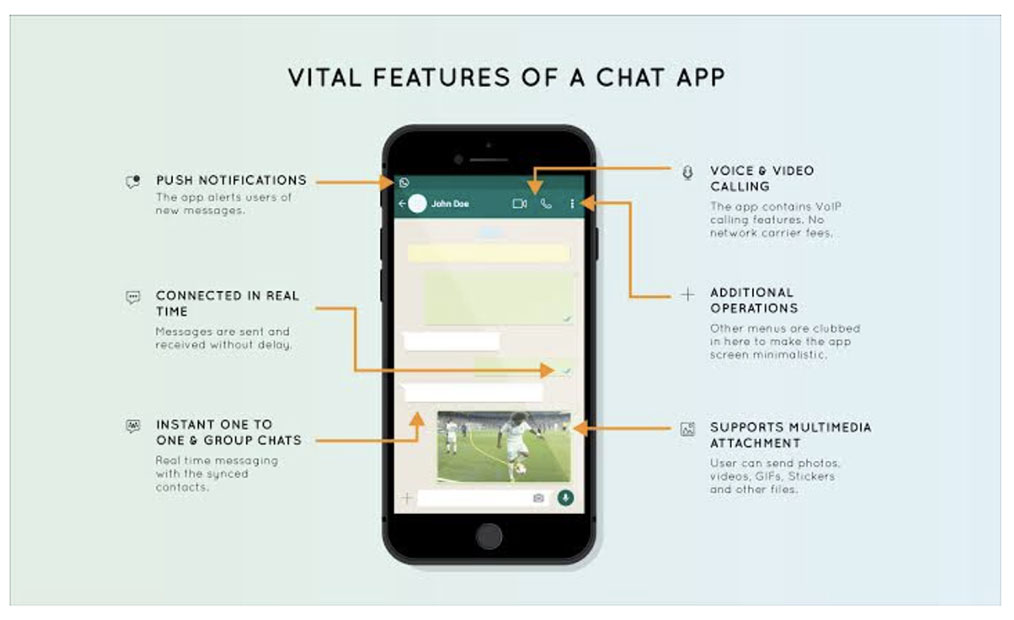 VITAL FEATURES OF A CHAT APP
PUSH NOTIFICATIONS
The app alerts users of
new messages.
CONNECTED IN REAL
TIME
Messages are sent and
received without delay.
INSTANT ONE TO
ONE & GROUP CHATS
Real time messaging
with the synced
contacts.
John Doe
VOICE & VIDEO
CALLING
The app contains VoIP
calling features. No
network carrier fees.
ADDITIONAL
OPERATIONS
Other menus are clubbed
in here to make the app
screen minimalistic.
SUPPORTS MULTIMEDIA
ATTACHMENT
User can send photos,
videos, GIFs, Stickers
and other files.